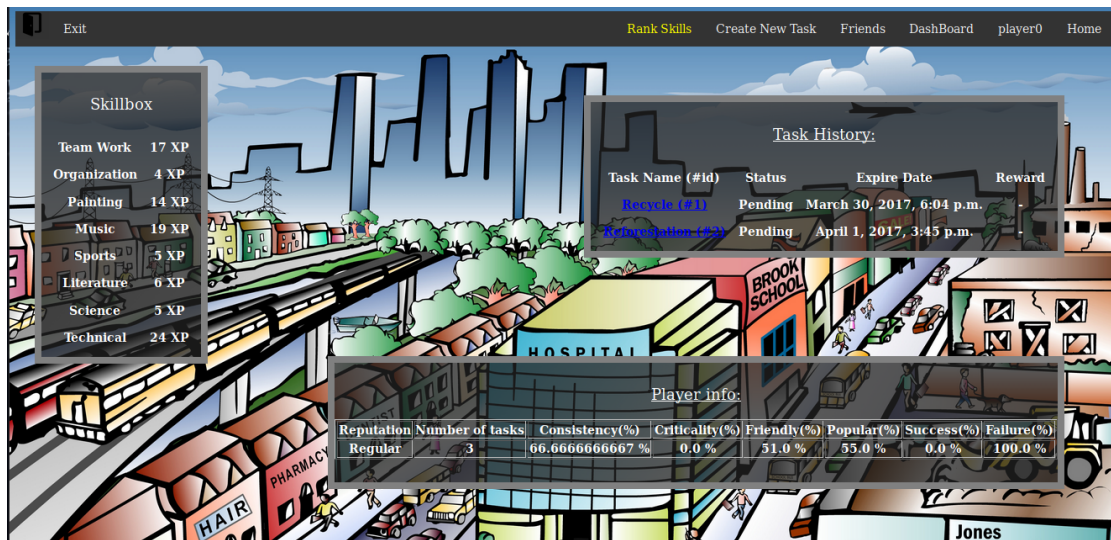 Exit Rank Skills Create New Task Friends DashBoard player0 Home
Skillbox
Team Work 17 XP
Organization 4 XP
Painting 14 XP
Music 19 XP
Sports 5 XP
Literature 6 XP
Science 5 XP
Technical 24 XP
Task History:
Task Name (#id) Status Expire Date Reward
Recycle (#1) Pending March 30, 2017, 6:04 p.m. -
Reforestation (#2) Pending April 1, 2017, 3:45 p.m. -
SALE
BROOK
SCHOOL
HOSPITAL
Player info:
Reputation Number of tasks Consistency(%) Criticality(%) Friendly(%) Popular(%) Success(%) Failure(%)
Regular 3 66.6666666667 % 0.0 % 51.0 % 55.0 % 0.0 % 100.0 %
PHARMACY
HAIR
Jones